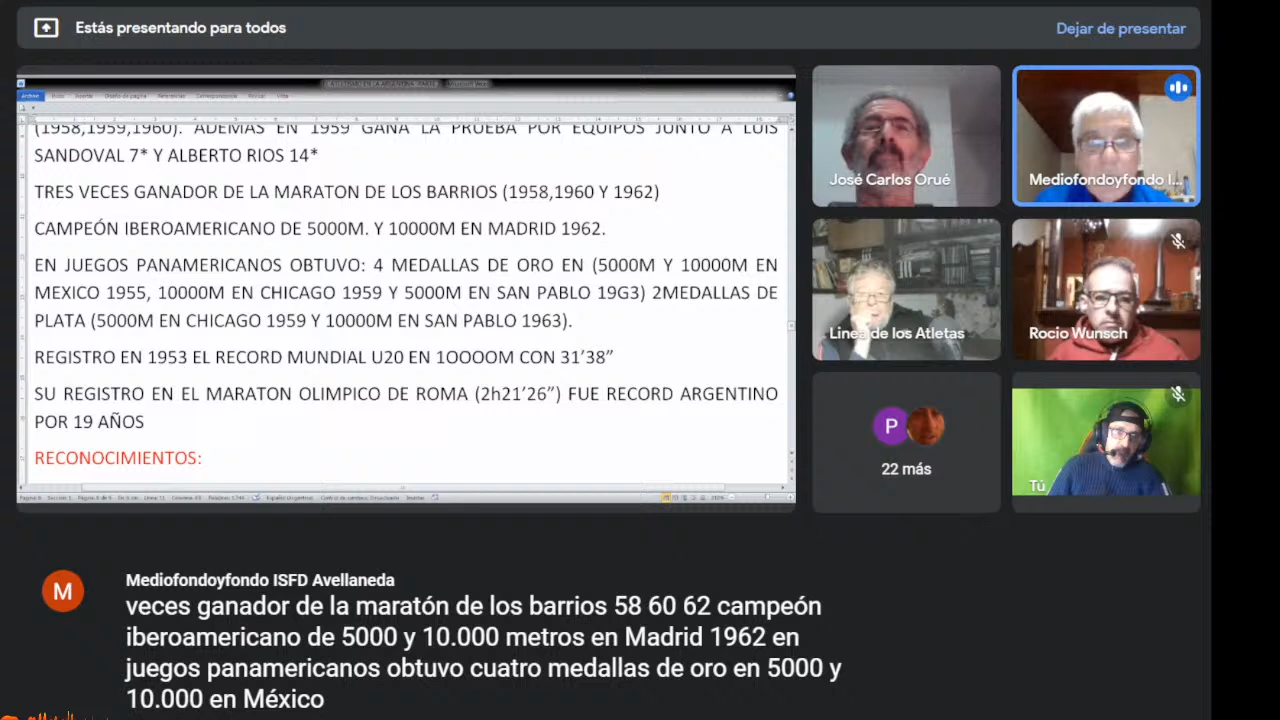 Estás presentando para todos
Dejar de presentar
Archivo
(1958,1959,1960). ADEMAS EN 1959 GANA LA PRUEBA POR EQUIPOS JUNTO A LUIS
SANDOVAL 7* Y ALBERTO RIOS 14*
TRES VECES GANADOR DE LA MARATON DE LOS BARRIOS (1958,1960 Y 1962)
CAMPEÓN IBEROAMERICANO DE 5000M. Y 10000M EN MADRID 1962.
EN JUEGOS PANAMERICANOS OBTUVO: 4 MEDALLAS DE ORO EN (5000M Y 10000M EN
MEXICO 1955, 10000M EN CHICAGO 1959 Y 5000M EN SAN PABLO 19G3) 2MEDALLAS DE
PLATA (5000M EN CHICAGO 1959 Y 10000M EN SAN PABLO 1963).
REGISTRO EN 1953 EL RECORD MUNDIAL U20 EN 1OOOOM CON 31’38”
SU REGISTRO EN EL MARATON OLIMPICO DE ROMA (2h21’26”) FUE RECORD ARGENTINO
POR 19 AÑOS
RECONOCIMIENTOS:
José Carlos Orué
Mediofondoyfondo I...
Linea de los Atletas
Rocio Wunsch
P
22 más
Tú
M
Mediofondoyfondo ISFD Avellaneda
veces ganador de la maratón de los barrios 58 60 62 campeón
iberoamericano de 5000 y 10.000 metros en Madrid 1962 en
juegos panamericanos obtuvo cuatro medallas de oro en 5000 y
10.000 en México